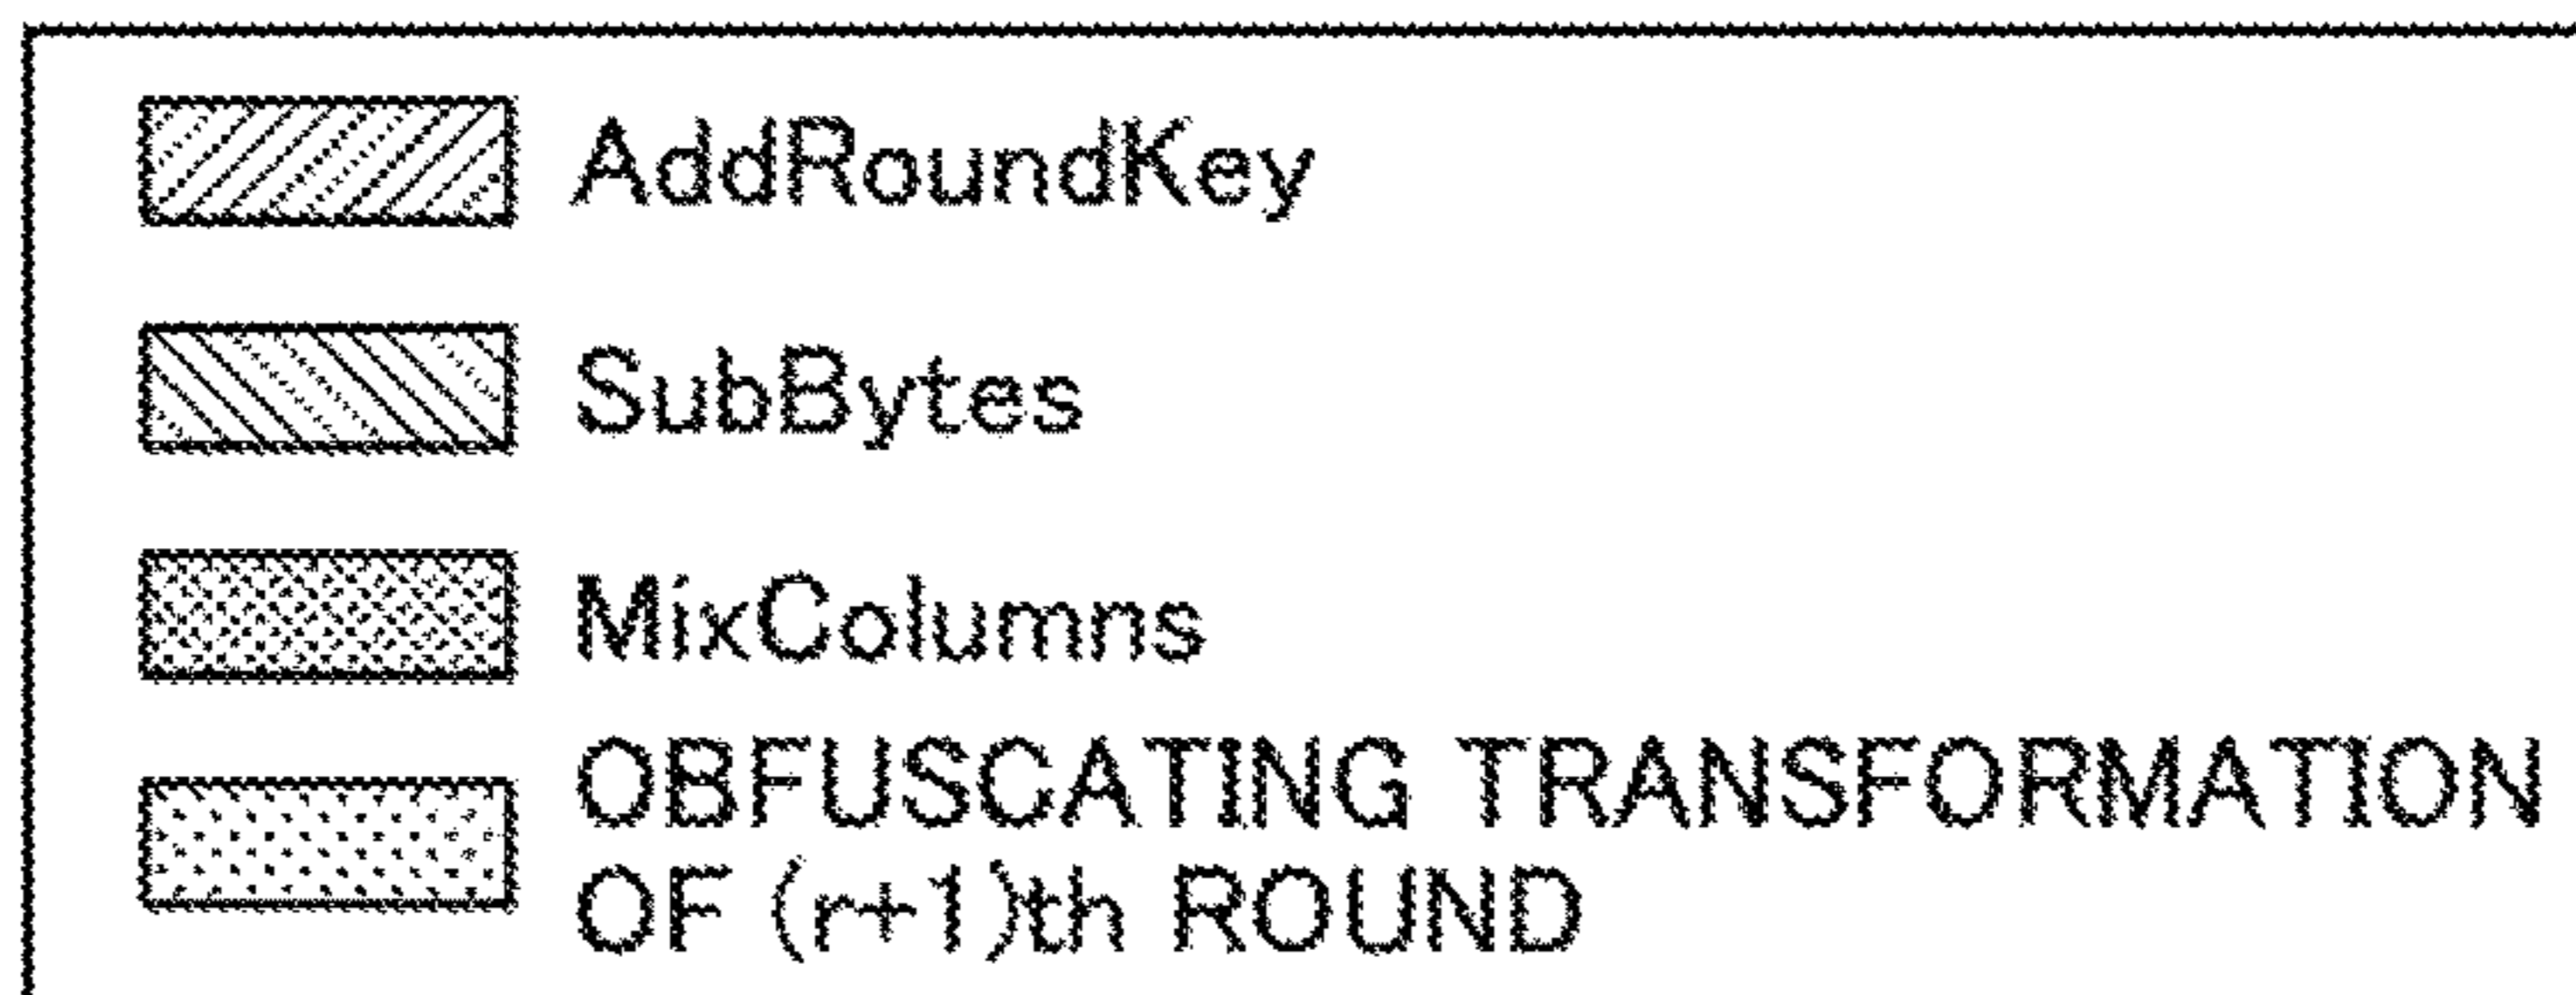 AddRoundKey
SubBytes
MixColumns
OBFUSCATING TRANSFORMATION
OF (r+1)th ROUND